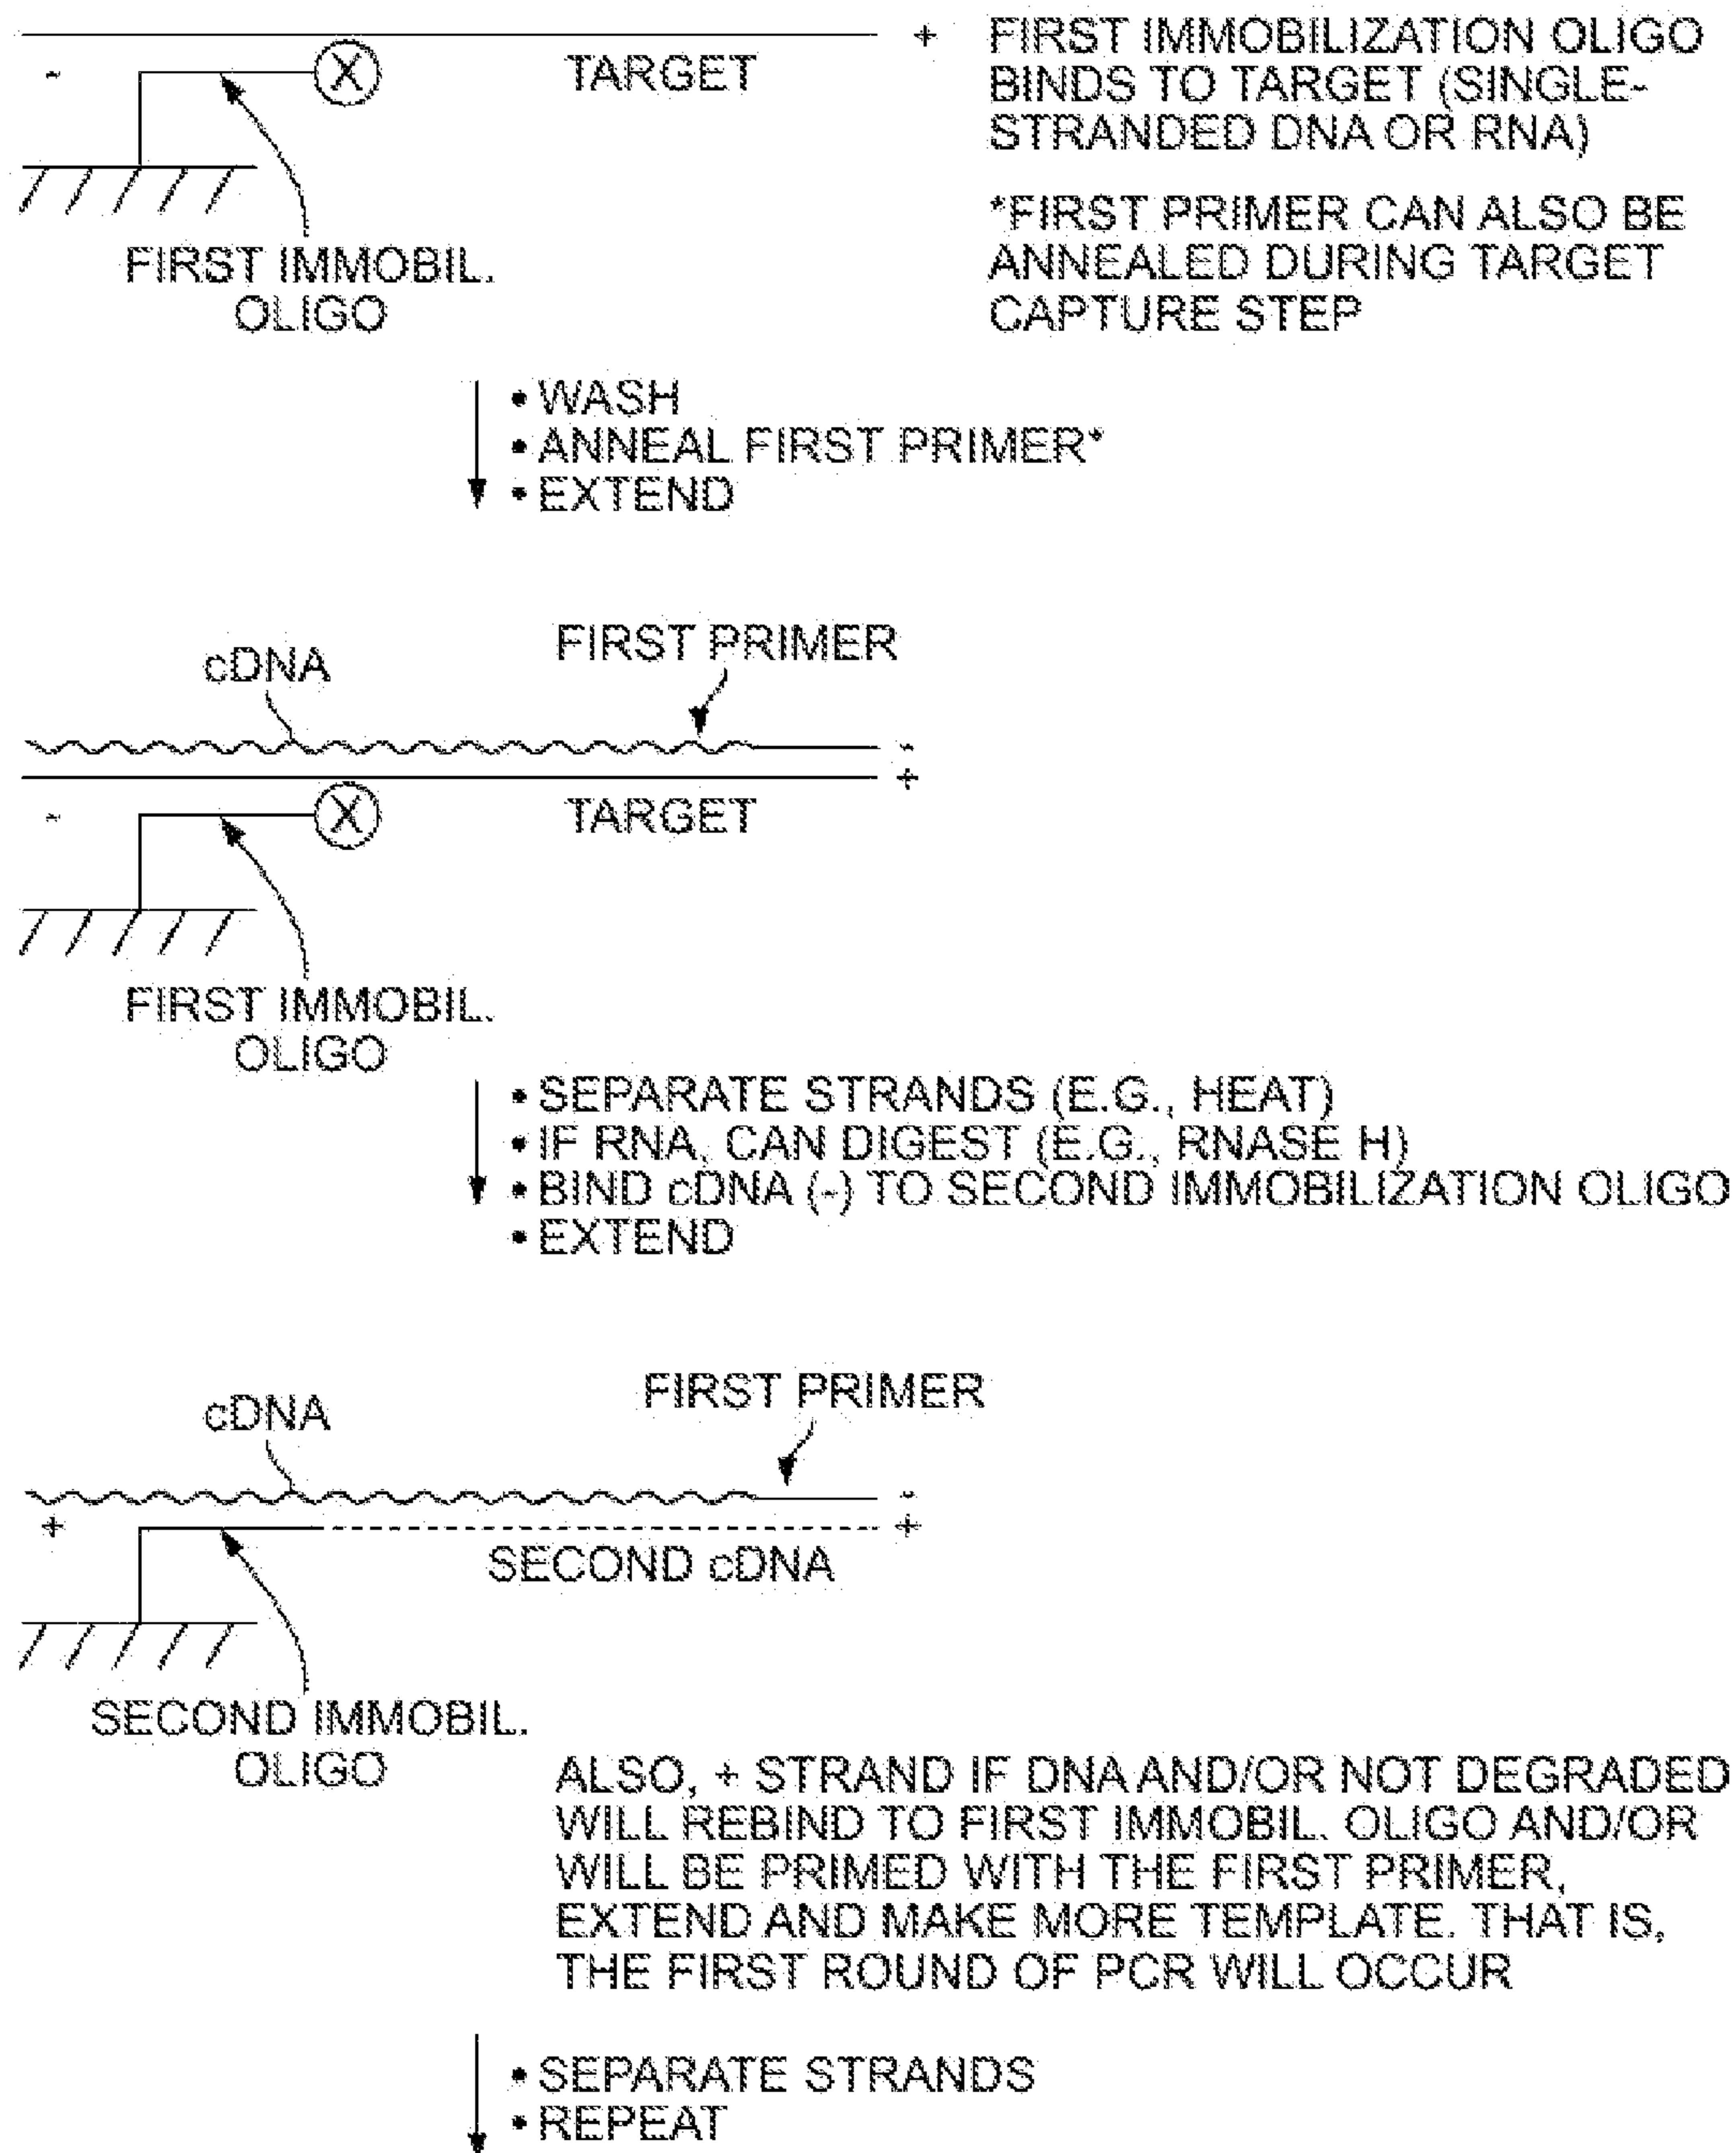 + FIRST IMMOBILIZATION OLIGO
BINDS TO TARGET (SINGLE-
STRANDED DNA OR RNA)
- X TARGET
*FIRST PRIMER CAN ALSO BE
ANNEALED DURING TARGET
CAPTURE STEP
FIRST IMMOBIL.
OLIGO
• WASH
• ANNEAL FIRST PRIMER*
• EXTEND
cDNA
FIRST PRIMER
-
+
- X TARGET
FIRST IMMOBIL.
OLIGO
• SEPARATE STRANDS (E.G., HEAT)
• IF RNA, CAN DIGEST (E.G., RNASE H)
• BIND cDNA (-) TO SECOND IMMOBILIZATION OLIGO
• EXTEND
cDNA
FIRST PRIMER
-
+ +
SECOND cDNA
SECOND IMMOBIL.
OLIGO
ALSO, + STRAND IF DNA AND/OR NOT DEGRADED
WILL REBIND TO FIRST IMMOBIL. OLIGO AND/OR
WILL BE PRIMED WITH THE FIRST PRIMER,
EXTEND AND MAKE MORE TEMPLATE. THAT IS,
THE FIRST ROUND OF PCR WILL OCCUR
• SEPARATE STRANDS
• REPEAT